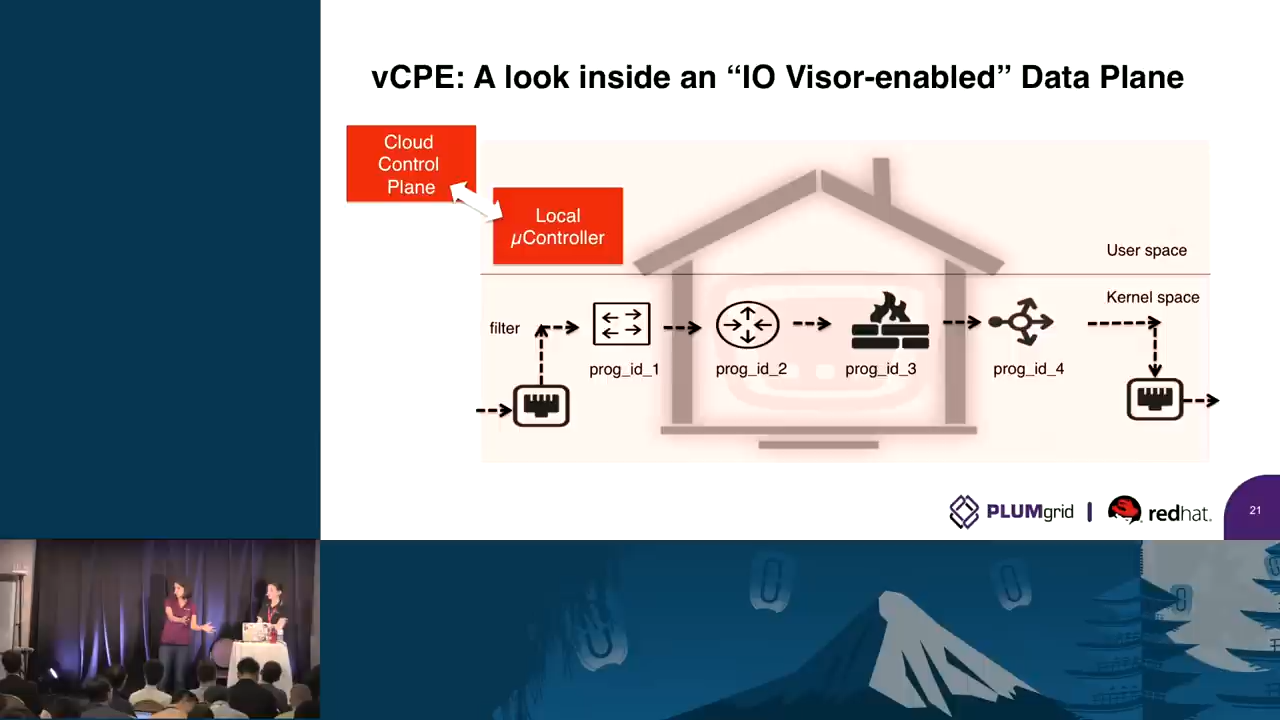 vCPE: A look inside an “IO Visor-enabled” Data Plane
Cloud
Control
Plane
Local
µController
User space
Kernel space
filter
prog_id_1
prog_id_2
prog_id_3
prog_id_4
PLUMgrid | redhat.
21